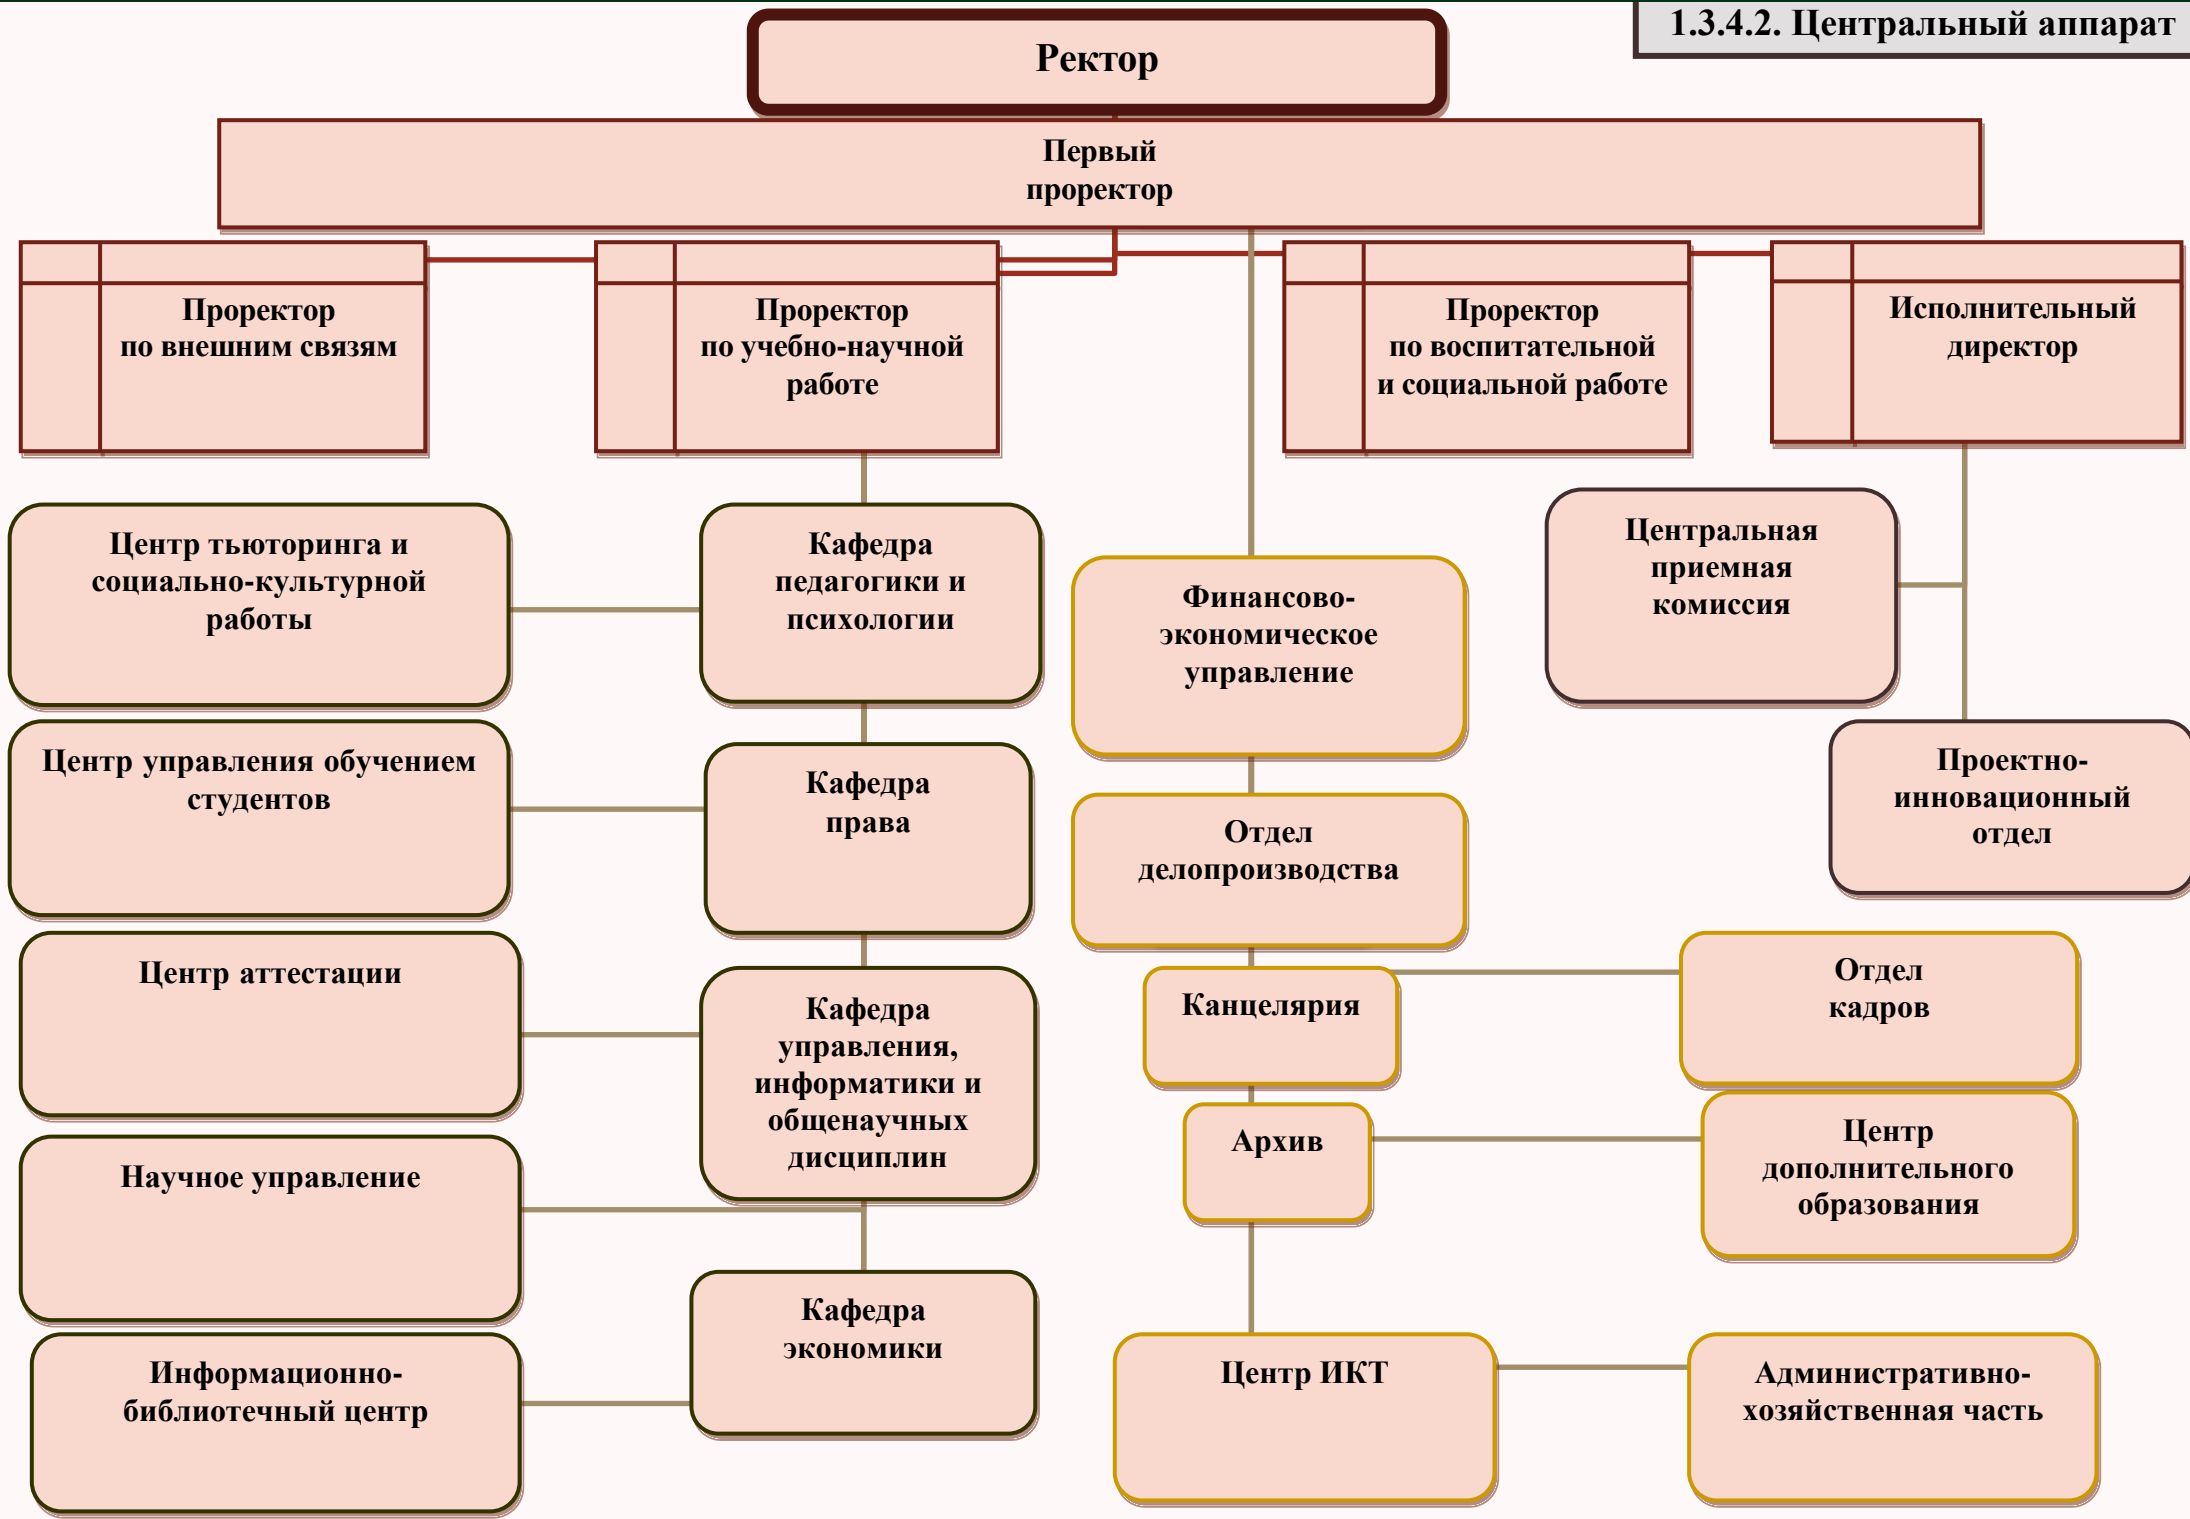 1.3.4.2. Центральный аппарат
Ректор
Первый
проректор
Проректор
по внешним связям
Проректор
по учебно-научной
работе
Проректор
по воспитательной
и социальной работе
Исполнительный
директор
Центр тьюторинга и
социально-культурной
работы
Кафедра
педагогики и
психологии
Финансово-
экономическое
управление
Центральная
приемная
комиссия
Центр управления обучением
студентов
Кафедра
права
Отдел
делопроизводства
Проектно-
инновационный
отдел
Центр аттестации
Кафедра
управления,
информатики и
общенаучных
дисциплин
Канцелярия
Отдел
кадров
Научное управление
Архив
Центр
дополнительного
образования
Информационно-
библиотечный центр
Кафедра
экономики
Центр ИКТ
Административно-
хозяйственная часть